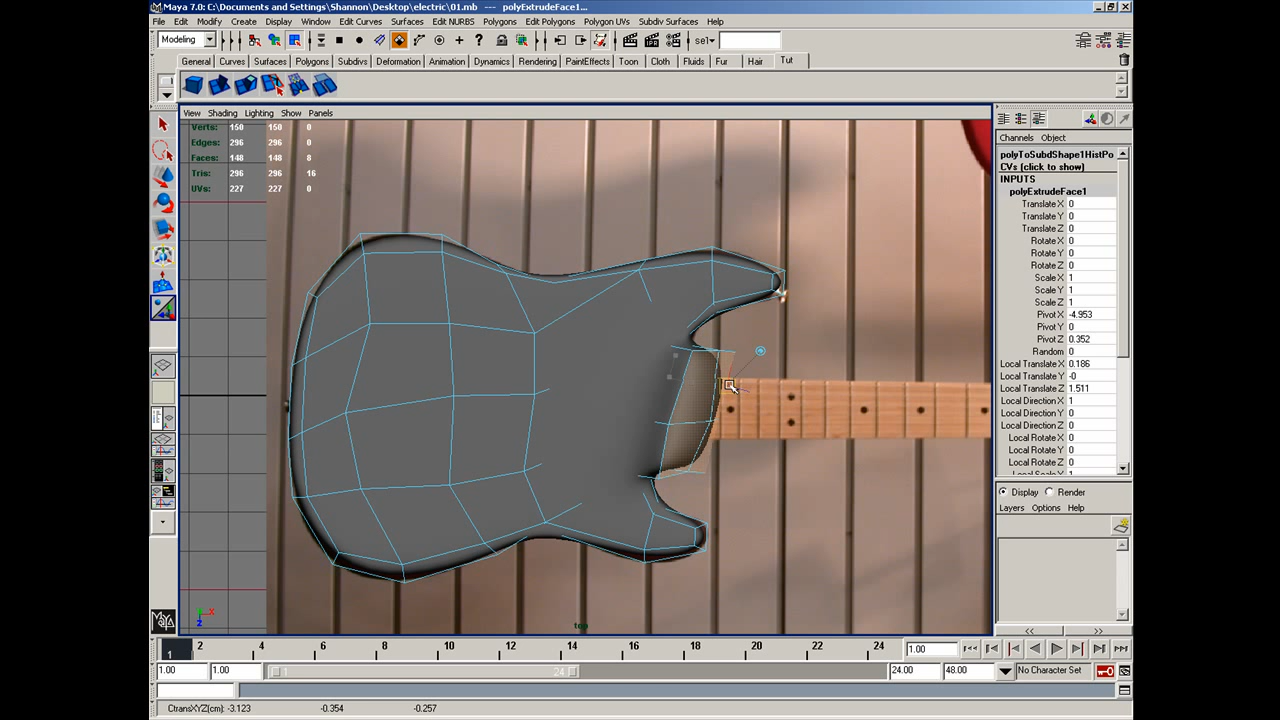 Maya 7.0: C:\Documents and Settings\Shannon\Desktop\electric\01.mb --- polyExtrudeFace1...
File Edit Modify Create Display Window Edit Curves Surfaces Edit NURBS Polygons Edit Polygons Polygon UVs Subdiv Surfaces Help
Modeling sel
General Curves Surfaces Polygons Subdivs Deformation Animation Dynamics Rendering PaintEffects Toon Cloth Fluids Fur Hair Tut
View Shading Lighting Show Panels
Verts: 150 150 0
Edges: 296 296 0
Faces: 148 148 8
Tris: 296 296 16
UVs: 227 227 0
top
Channels Object
polyToSubdShape1HistPo
CVs (click to show)
INPUTS
polyExtrudeFace1
Translate X 0
Translate Y 0
Translate Z 0
Rotate X 0
Rotate Y 0
Rotate Z 0
Scale X 1
Scale Y 1
Scale Z 1
Pivot X -4.953
Pivot Y 0
Pivot Z 0.352
Random 0
Local Translate X 0.186
Local Translate Y -0
Local Translate Z 1.511
Local Direction X 1
Local Direction Y 0
Local Direction Z 0
Local Rotate X 0
Local Rotate Y 0
Local Rotate Z 0
Display Render
Layers Options Help
<< >>
1 2 4 6 8 10 12 14 16 18 20 22 24 1.00
1.00 1.00 1 24 24.00 48.00 No Character Set
CtransXYZ(cm) -3.123 -0.354 -0.257